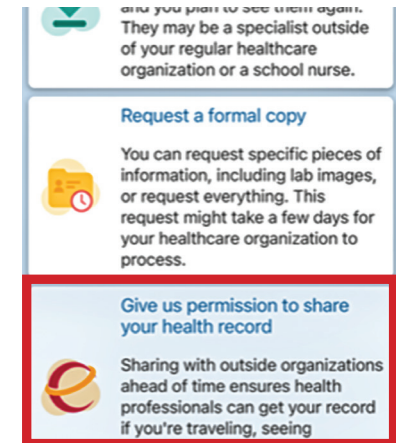 and you plan to see them again.
They may be a specialist outside
of your regular healthcare
organization or a school nurse.
Request a formal copy
You can request specific pieces of
information, including lab images,
or request everything. This
request might take a few days for
your healthcare organization to
process.
Give us permission to share
your health record
Sharing with outside organizations
ahead of time ensures health
professionals can get your record
if you're traveling, seeing